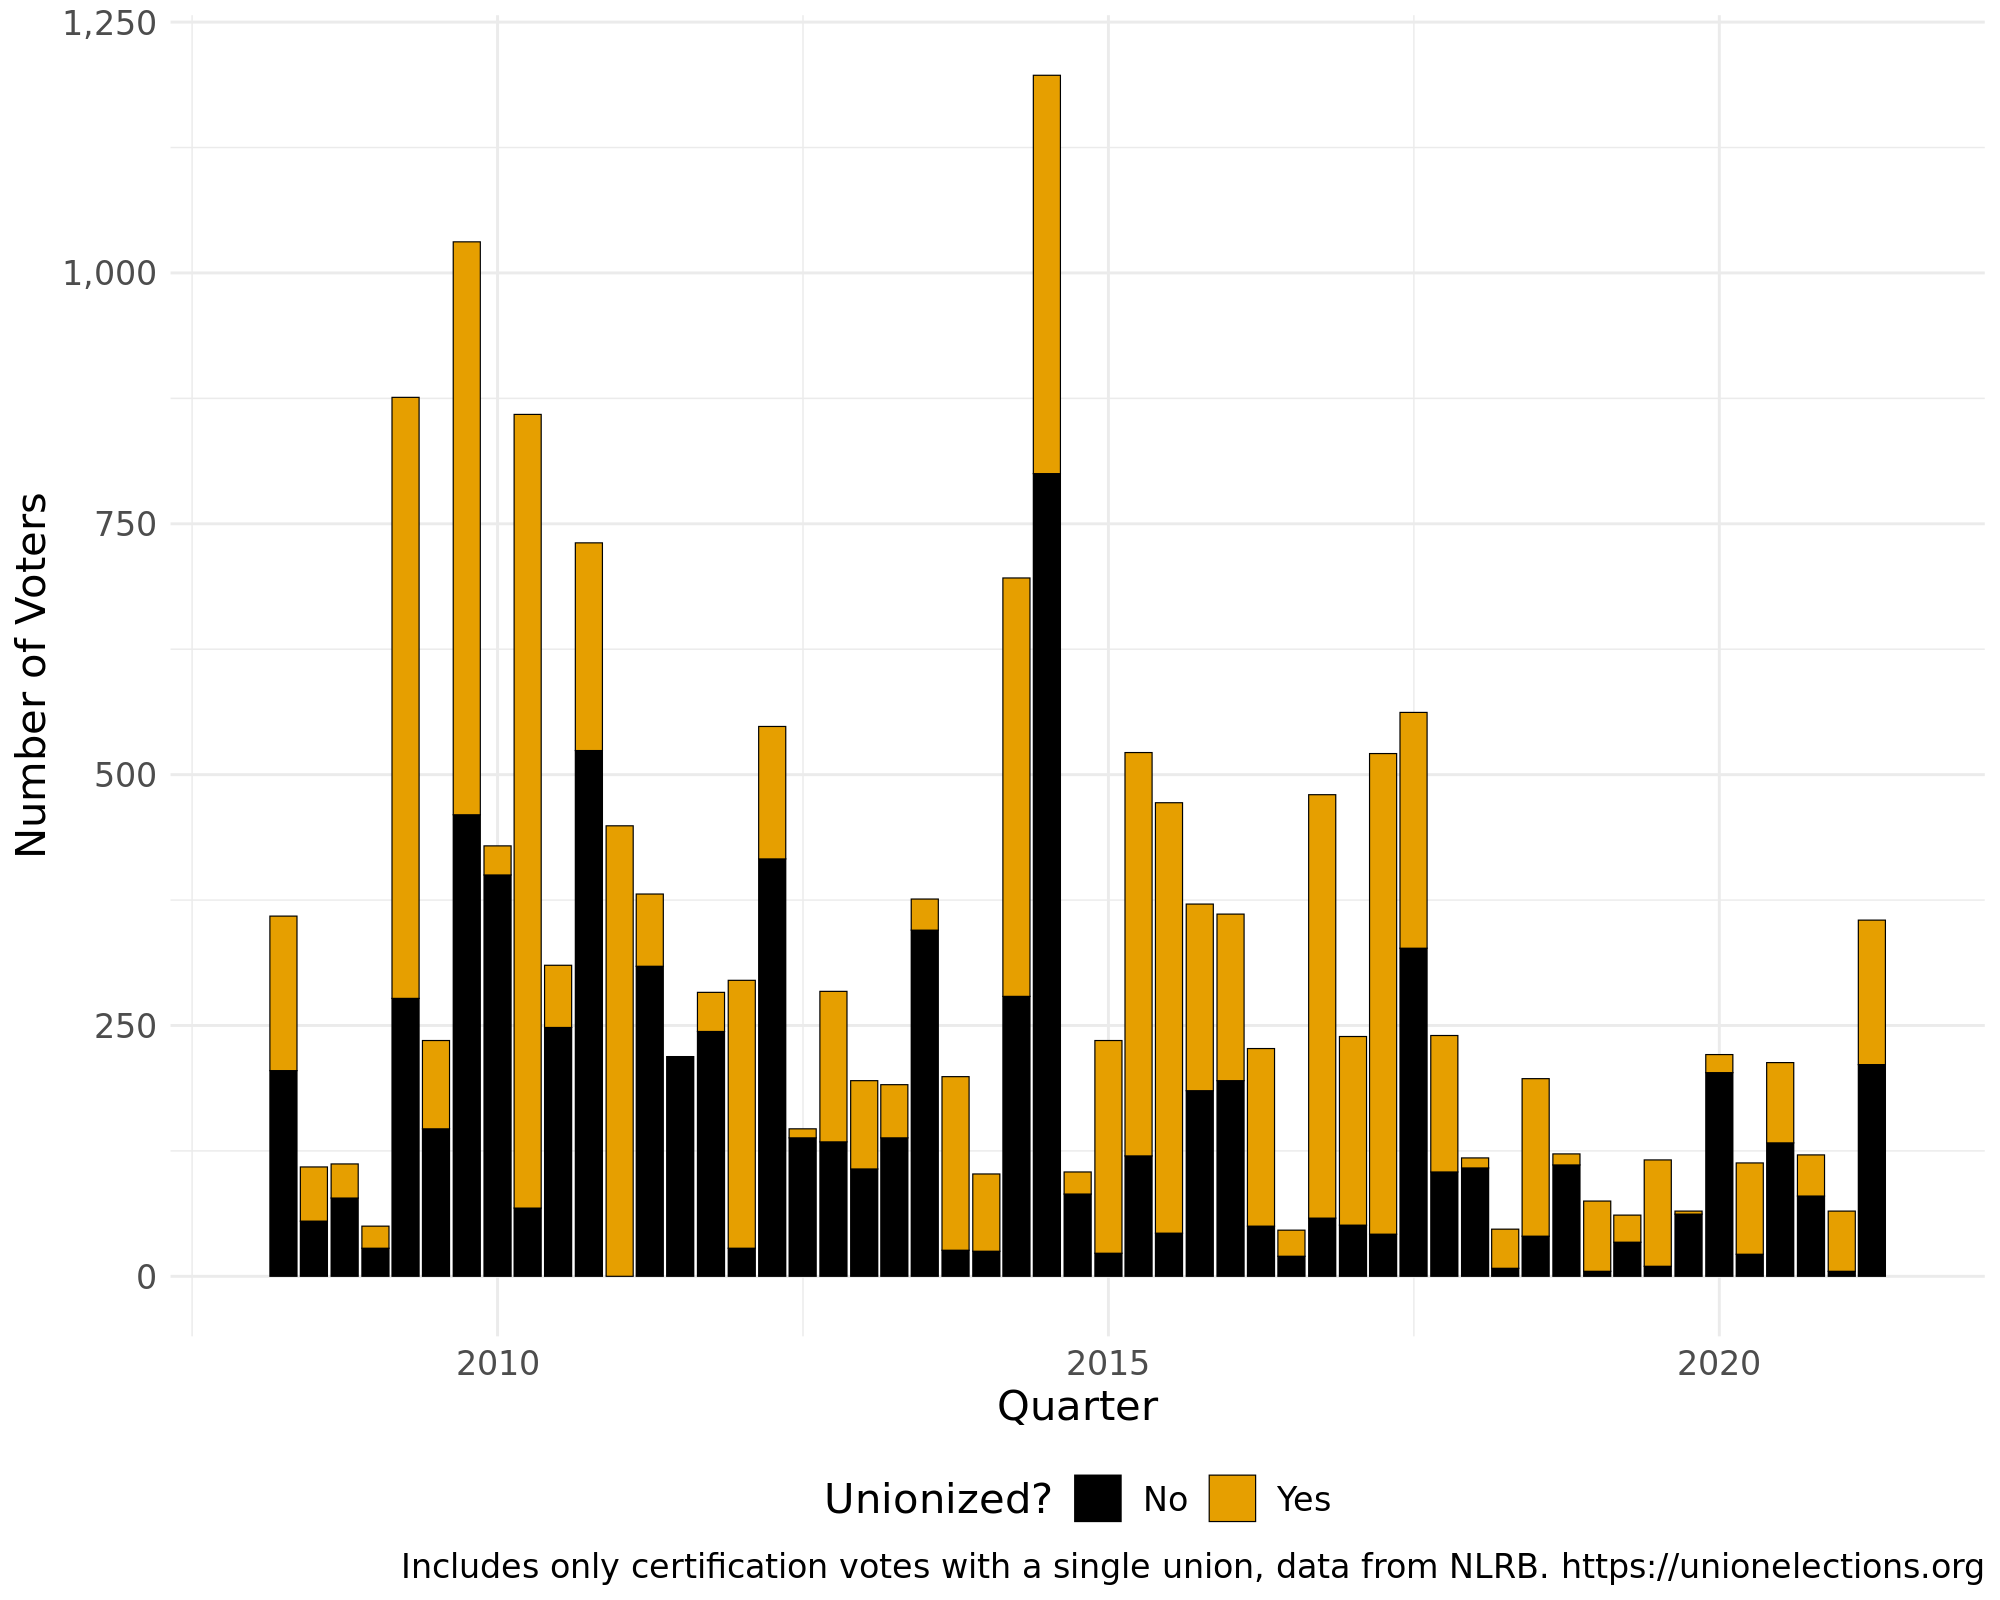 1,250
1,000
750
500
250
0
Number of Voters
2010 2015 2020
Quarter
Unionized? No Yes
Includes only certification votes with a single union, data from NLRB. https://unionelections.org